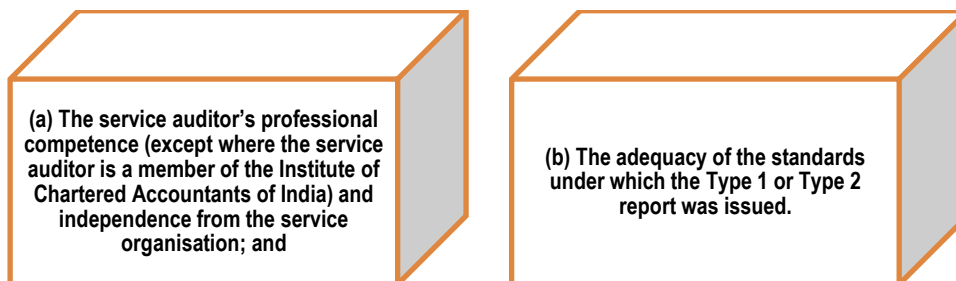 (a) The service auditor’s professional
competence (except where the service
auditor is a member of the Institute of
Chartered Accountants of India) and
independence from the service
organisation; and
(b) The adequacy of the standards
under which the Type 1 or Type 2
report was issued.